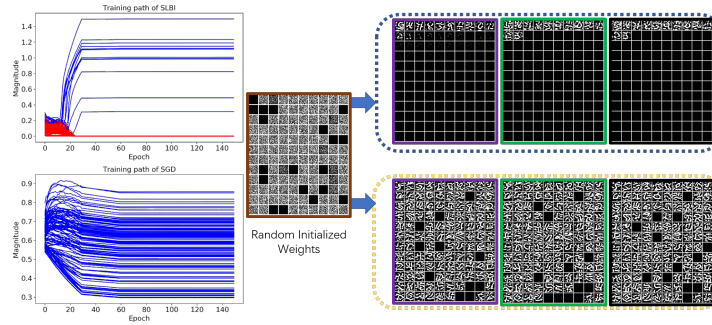 Training path of SLBI
Magnitude
1.4
1.2
1.0
0.8
0.6
0.4
0.2
0.0
0 20 40 60 80 100 120 140
Epoch
Training path of SGD
Magnitude
0.9
0.8
0.7
0.6
0.5
0.4
0.3
0 20 40 60 80 100 120 140
Epoch
Random Initialized
Weights